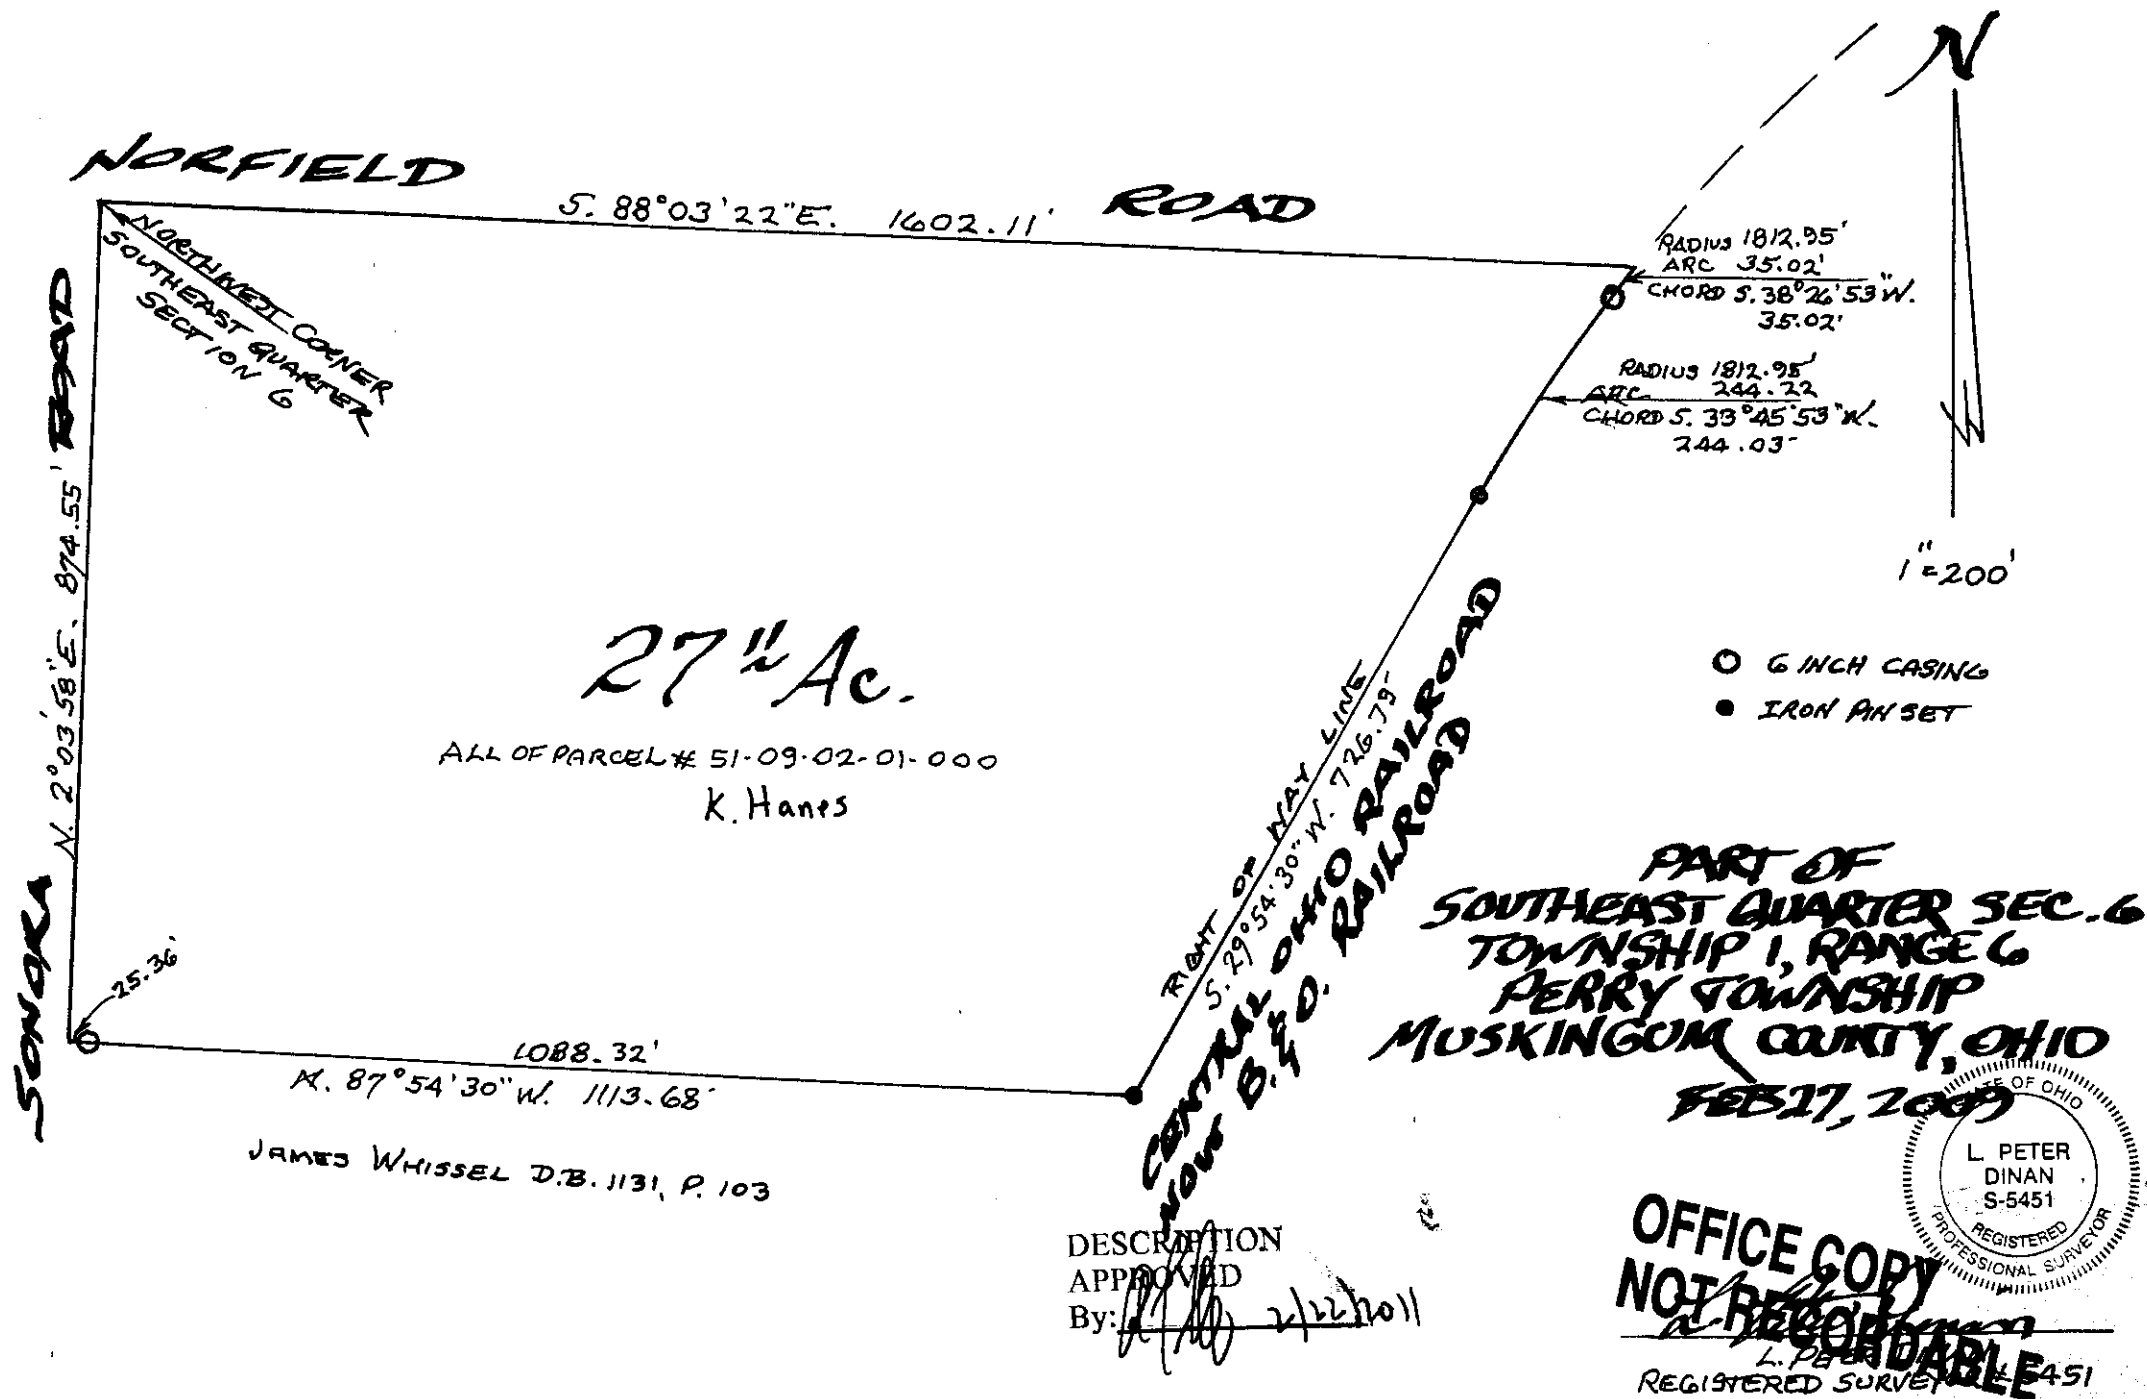 N
NORFIELD ROAD
S. 88°03'22"E. 1602.11'
NORTHWEST CORNER
SOUTHEAST QUARTER
SECTION 6
RADIUS 1812.95'
ARC 35.02'
CHORD S. 38°26'53"W.
35.02'
RADIUS 1812.95'
ARC 244.22
CHORD S. 33°45'53"W.
244.03'
1"=200'
SONORA ROAD
N. 2°03'58"E. 874.55'
27 Ac.
ALL OF PARCEL # 51-09-02-01-000
K. Hanes
6 INCH CASING
IRON PIN SET
RIGHT OF WAY LINE
S. 29°54'30"W. 726.79'
CENTRAL OHIO RAILROAD
NOW B. & O. RAILROAD
25.36'
1088.32'
N. 87°54'30"W. 1113.68'
JAMES WHISSEL D.B. 1131, P. 103
PART OF
SOUTHEAST QUARTER SEC. 6
TOWNSHIP 1, RANGE 6
PERRY TOWNSHIP
MUSKINGUM COUNTY, OHIO
FEB 27, 2009
STATE OF OHIO
L. PETER
DINAN
S-5451
REGISTERED
PROFESSIONAL SURVEYOR
DESCRIPTION
APPROVED
By: 2/22/2011
OFFICE COPY
NOT RECORDABLE
L. PETER
REGISTERED SURVEYOR # 5451